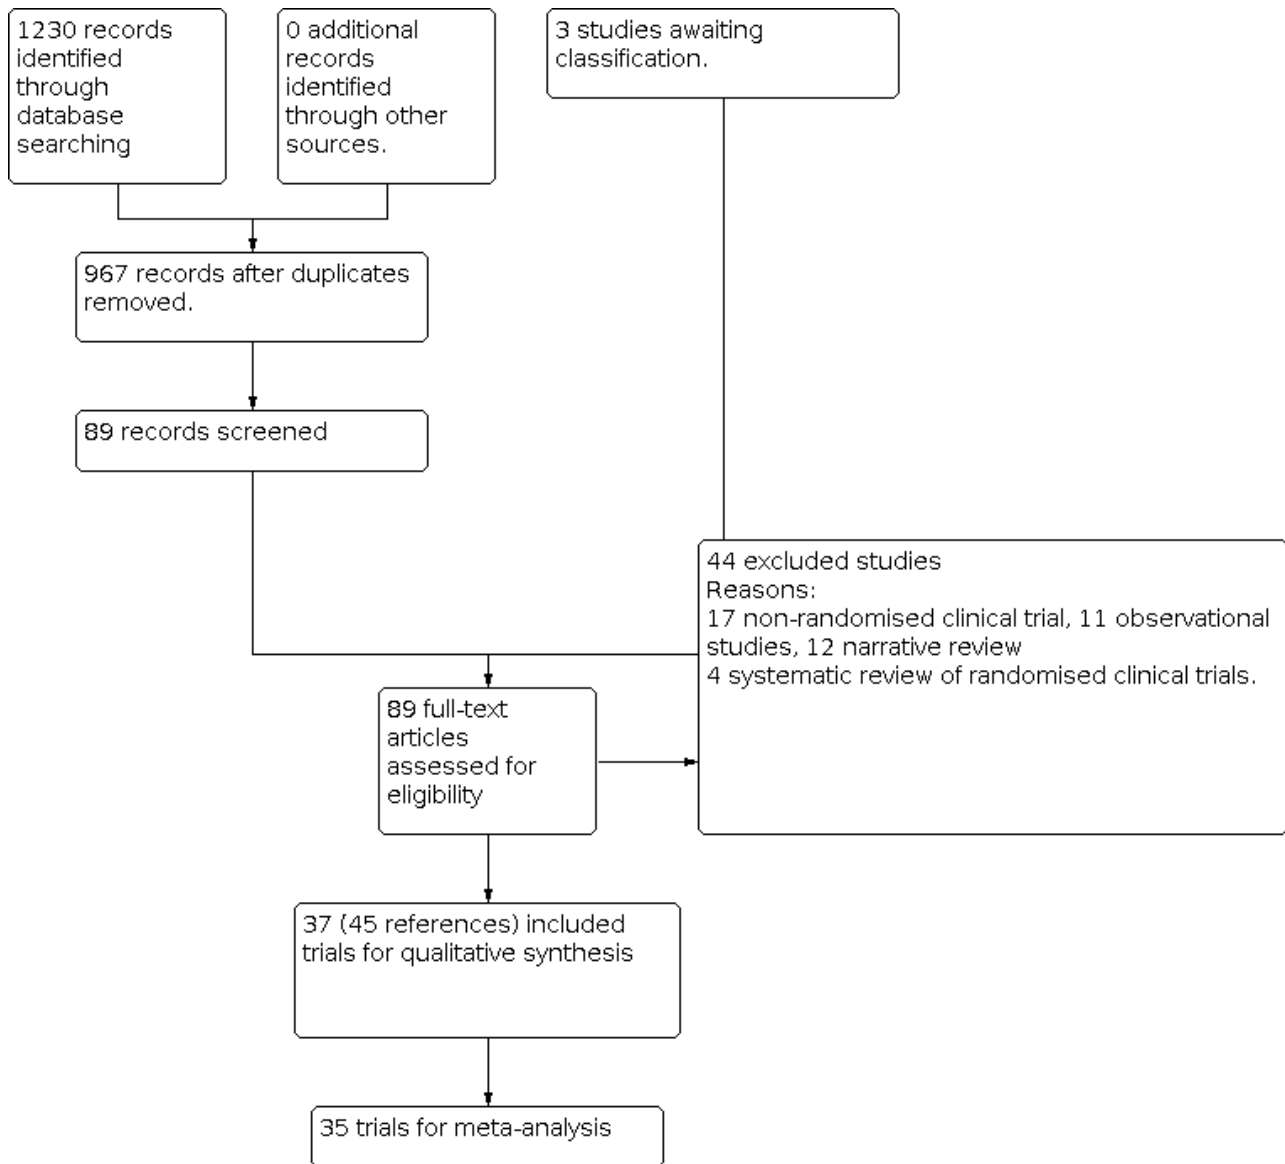 1230 records
identified
through
database
searching
0 additional
records
identified
through other
sources.
3 studies awaiting
classification.
967 records after duplicates
removed.
89 records screened
44 excluded studies
Reasons:
17 non-randomised clinical trial, 11 observational
studies, 12 narrative review
4 systematic review of randomised clinical trials.
89 full-text
articles
assessed for
eligibility
37 (45 references) included
trials for qualitative synthesis
35 trials for meta-analysis